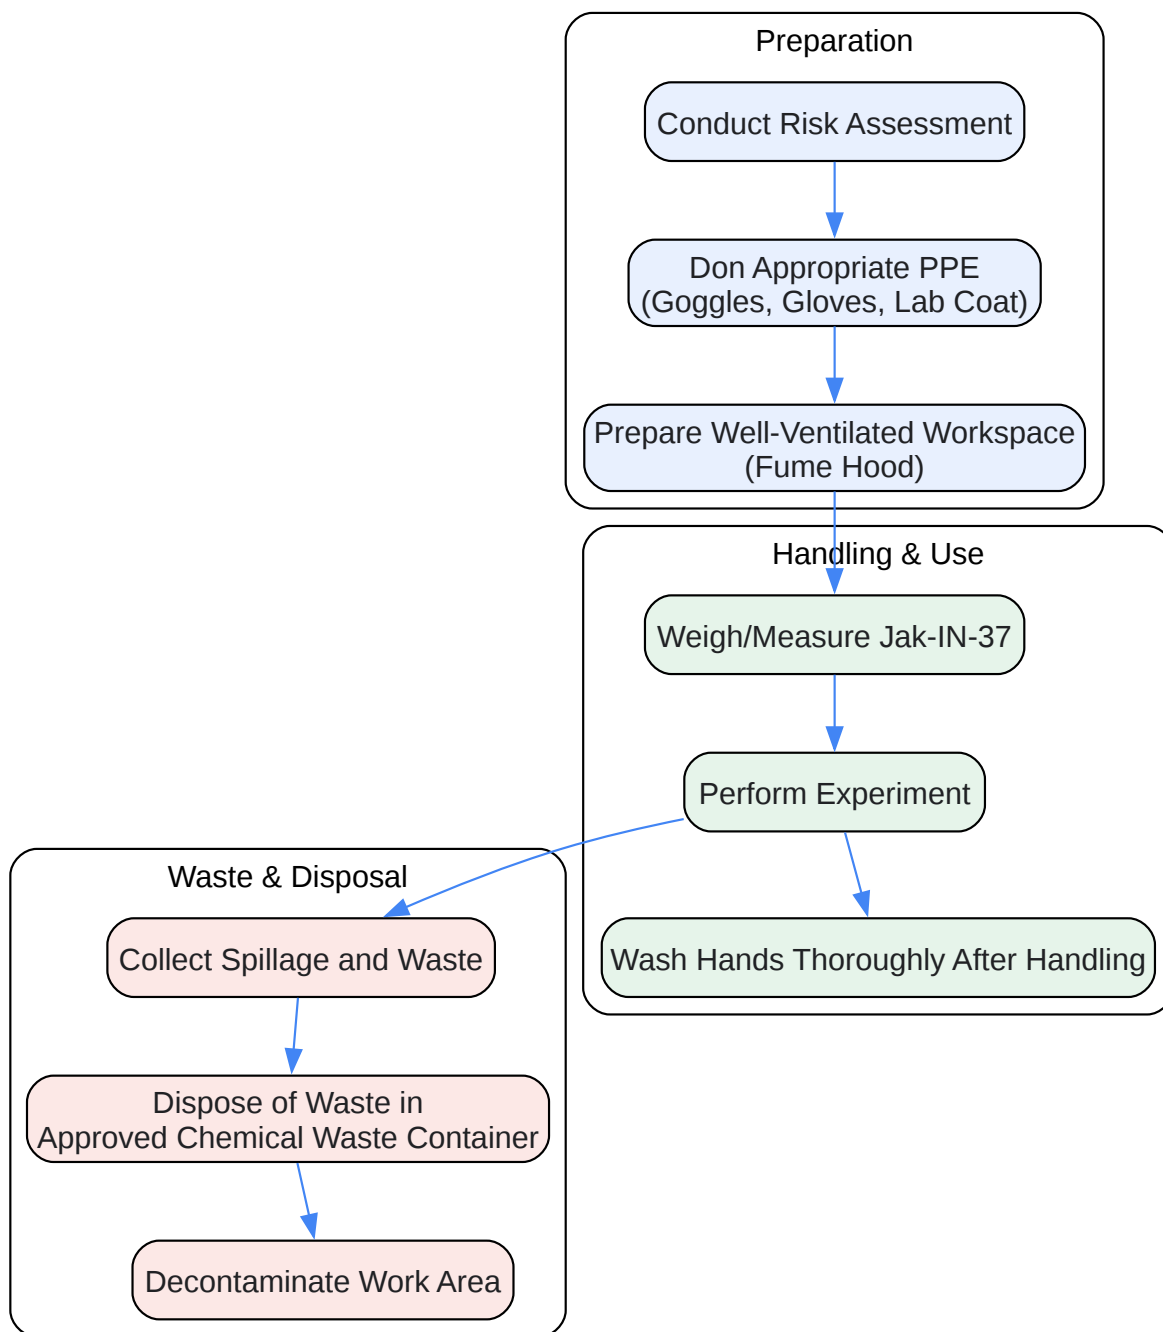 Preparation
Conduct Risk Assessment
Don Appropriate PPE
(Goggles, Gloves, Lab Coat)
Prepare Well-Ventilated Workspace
(Fume Hood)
Handling & Use
Weigh/Measure Jak-IN-37
Perform Experiment
Wash Hands Thoroughly After Handling
Waste & Disposal
Collect Spillage and Waste
Dispose of Waste in
Approved Chemical Waste Container
Decontaminate Work Area